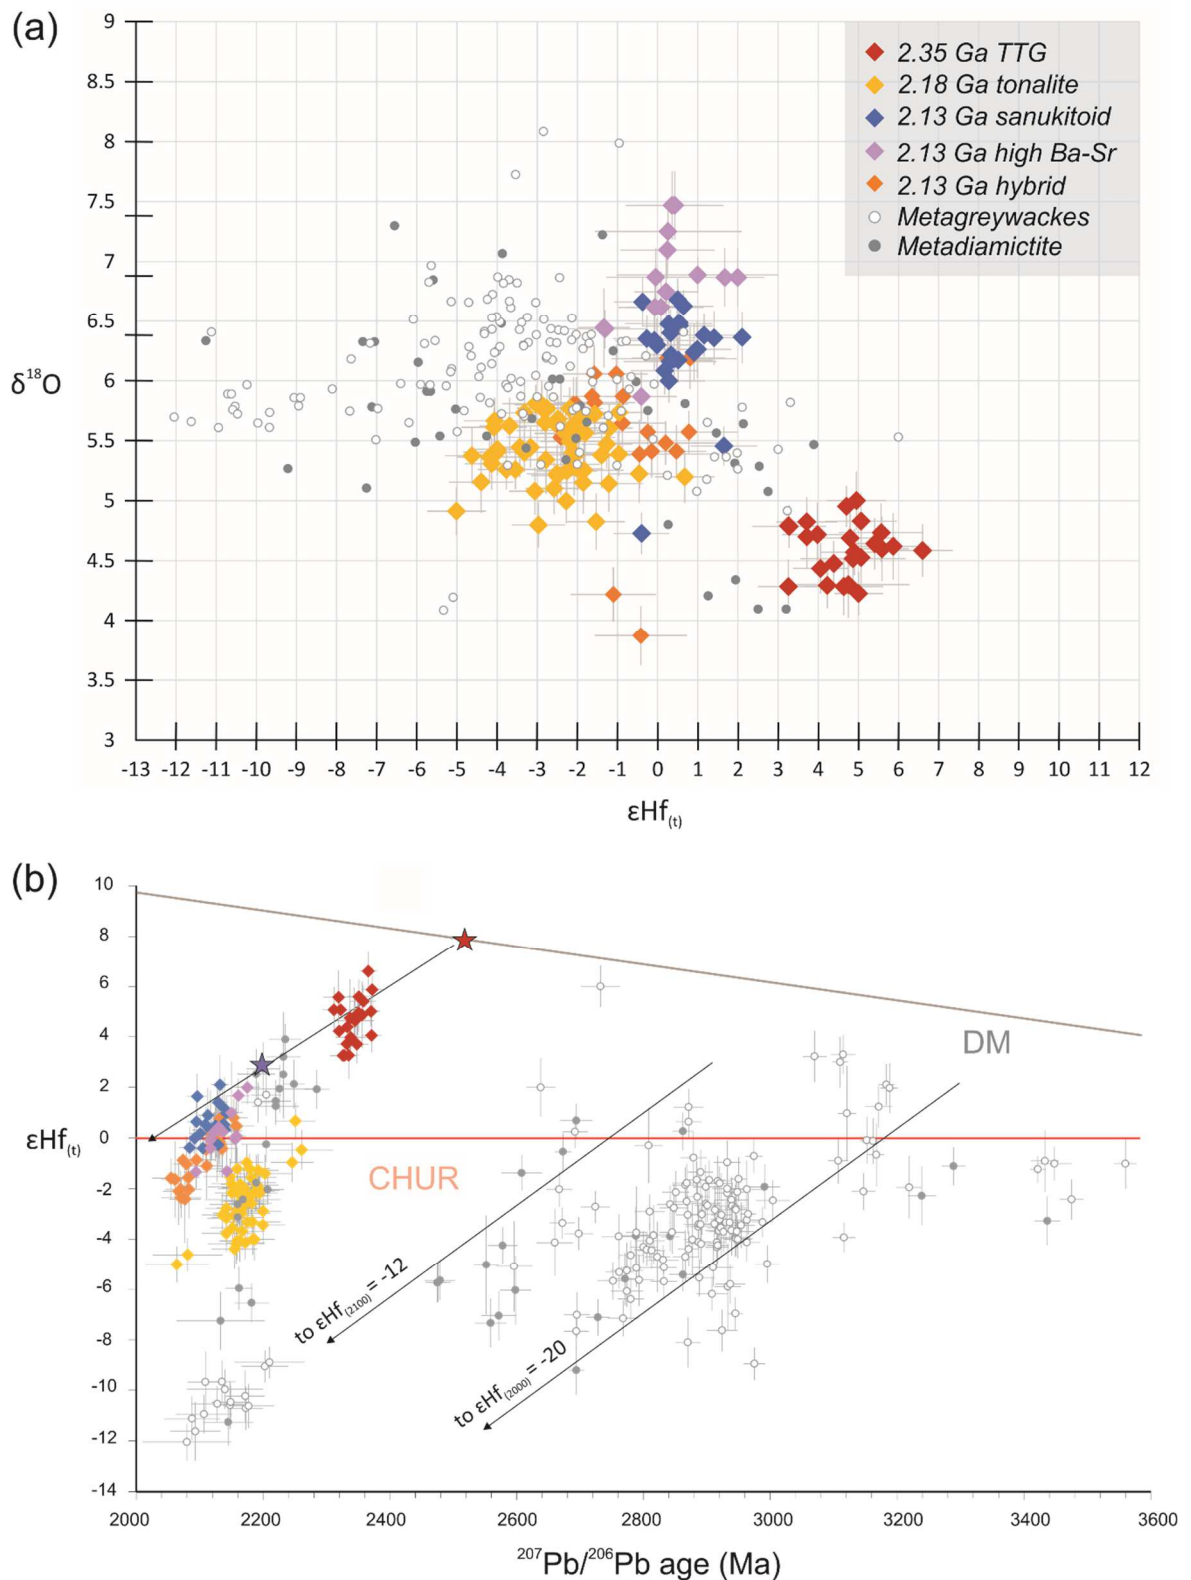 (a)
9
8.5
8
7.5
7
6.5
6
5.5
5
4.5
4
3.5
3
δ¹⁸O
2.35 Ga TTG
2.18 Ga tonalite
2.13 Ga sanukitoid
2.13 Ga high Ba-Sr
2.13 Ga hybrid
Metagreywackes
Metadiamictite
-13 -12 -11 -10 -9 -8 -7 -6 -5 -4 -3 -2 -1 0 1 2 3 4 5 6 7 8 9 10 11 12
εHf(t)
(b)
10
8
6
4
2
0
-2
-4
-6
-8
-10
-12
-14
εHf(t)
DM
CHUR
to εHf(2100) = -12
to εHf(2000) = -20
2000 2200 2400 2600 2800 3000 3200 3400 3600
²⁰⁷Pb/²⁰⁶Pb age (Ma)